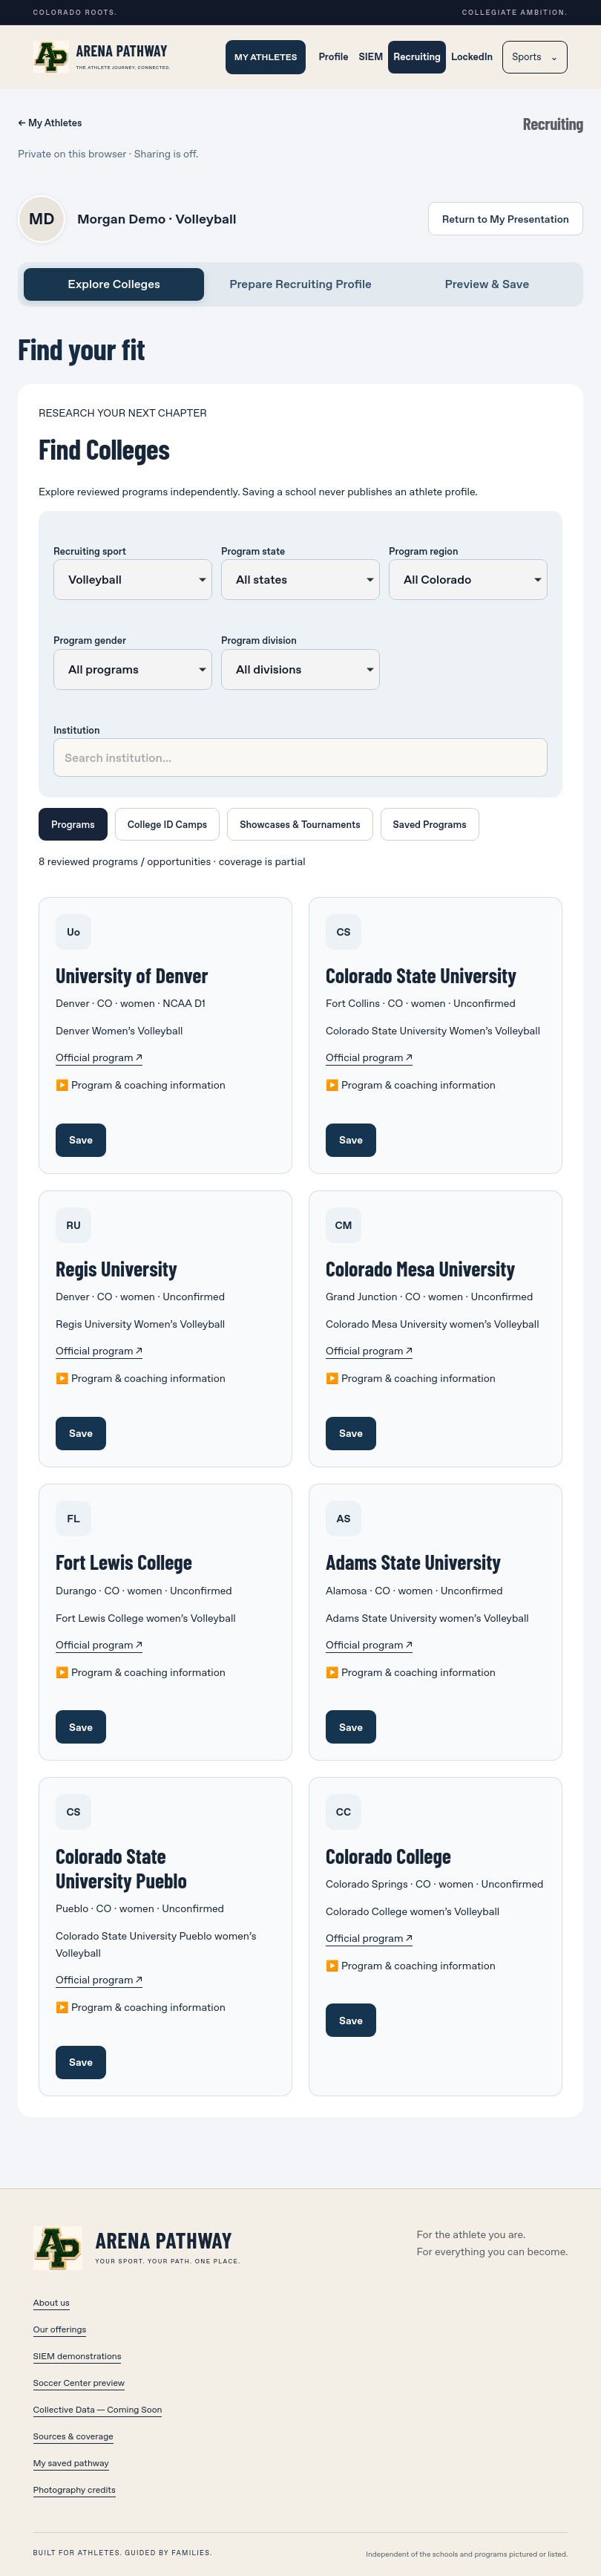 COLORADO ROOTS.
COLLEGIATE AMBITION.
AP
ARENA PATHWAY
THE ATHLETE JOURNEY, CONNECTED.
MY ATHLETES
Profile
SIEM
Recruiting
LockedIn
Sports
← My Athletes
Recruiting
Private on this browser · Sharing is off.
MD
Morgan Demo · Volleyball
Return to My Presentation
Explore Colleges
Prepare Recruiting Profile
Preview & Save
Find your fit
RESEARCH YOUR NEXT CHAPTER
Find Colleges
Explore reviewed programs independently. Saving a school never publishes an athlete profile.
Recruiting sport
Program state
Program region
Volleyball
All states
All Colorado
Program gender
Program division
All programs
All divisions
Institution
Search institution...
Programs
College ID Camps
Showcases & Tournaments
Saved Programs
8 reviewed programs / opportunities · coverage is partial
Uo
University of Denver
Denver · CO · women · NCAA D1
Denver Women's Volleyball
Official program ↗
▶ Program & coaching information
Save
CS
Colorado State University
Fort Collins · CO · women · Unconfirmed
Colorado State University Women's Volleyball
Official program ↗
▶ Program & coaching information
Save
RU
Regis University
Denver · CO · women · Unconfirmed
Regis University Women's Volleyball
Official program ↗
▶ Program & coaching information
Save
CM
Colorado Mesa University
Grand Junction · CO · women · Unconfirmed
Colorado Mesa University women's Volleyball
Official program ↗
▶ Program & coaching information
Save
FL
Fort Lewis College
Durango · CO · women · Unconfirmed
Fort Lewis College women's Volleyball
Official program ↗
▶ Program & coaching information
Save
AS
Adams State University
Alamosa · CO · women · Unconfirmed
Adams State University women's Volleyball
Official program ↗
▶ Program & coaching information
Save
CS
Colorado State
University Pueblo
Pueblo · CO · women · Unconfirmed
Colorado State University Pueblo women's
Volleyball
Official program ↗
▶ Program & coaching information
Save
CC
Colorado College
Colorado Springs · CO · women · Unconfirmed
Colorado College women's Volleyball
Official program ↗
▶ Program & coaching information
Save
AP
ARENA PATHWAY
YOUR SPORT. YOUR PATH. ONE PLACE.
For the athlete you are.
For everything you can become.
About us
Our offerings
SIEM demonstrations
Soccer Center preview
Collective Data — Coming Soon
Sources & coverage
My saved pathway
Photography credits
BUILT FOR ATHLETES. GUIDED BY FAMILIES.
Independent of the schools and programs pictured or listed.